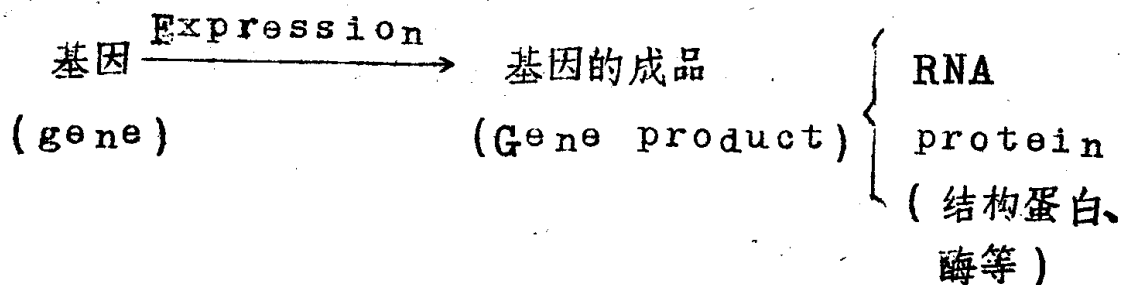 Expression
基因 → 基因的成品 { RNA
(gene) (Gene product) protein
(结构蛋白、
酶等)